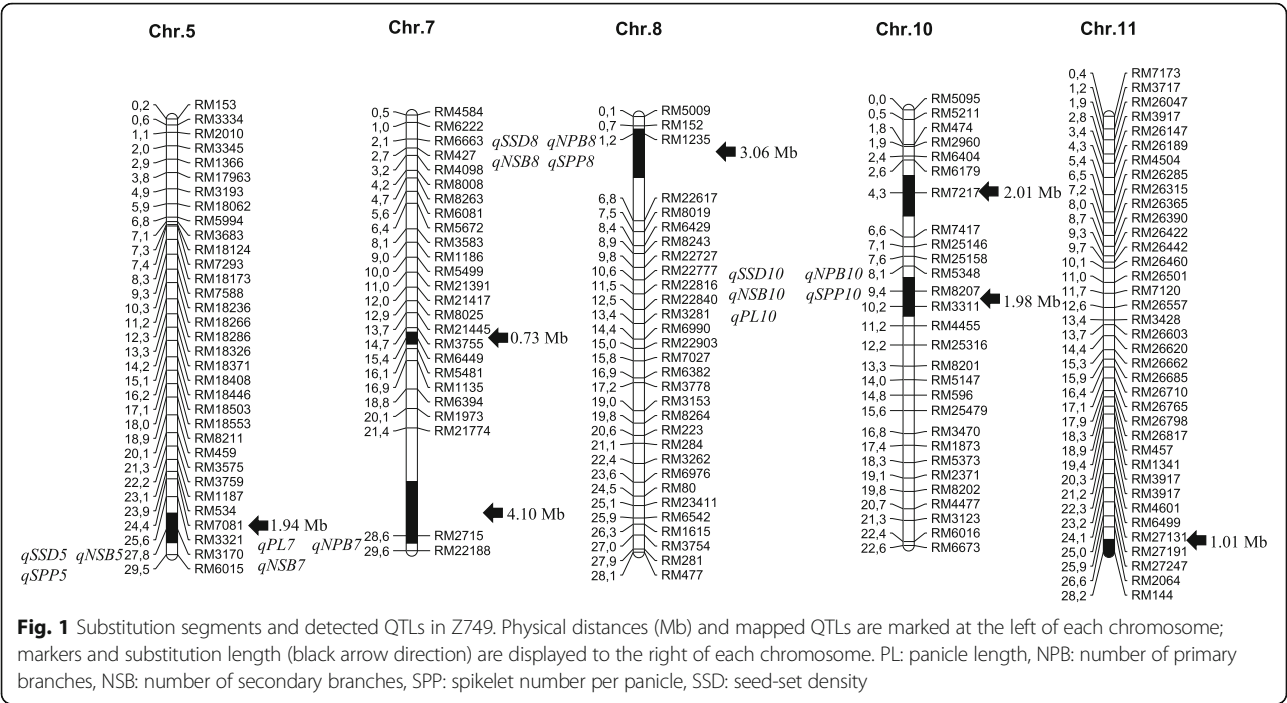 Chr.5
0,2 RM153
0,6 RM3334
1,1 RM2010
2,0 RM3345
2,9 RM1366
3,8 RM17963
4,9 RM3193
5,9 RM18062
6,8 RM5994
7,1 RM3683
7,3 RM18124
7,4 RM7293
8,3 RM18173
9,3 RM7588
10,3 RM18236
11,2 RM18266
12,3 RM18286
13,3 RM18326
14,2 RM18371
15,1 RM18408
16,2 RM18446
17,1 RM18503
18,0 RM18553
18,9 RM8211
20,1 RM459
21,3 RM3575
22,2 RM3759
23,1 RM1187
23,9 RM534
24,4 RM7081 1.94 Mb
25,6 RM3321
qSSD5 qNSB5 27,8 RM3170
qSPP5 29,5 RM6015
Chr.7
0,5 RM4584
1,0 RM6222
2,1 RM6663
2,7 RM427
3,2 RM4098
4,2 RM8008
4,7 RM8263
5,6 RM6081
6,4 RM5672
8,1 RM3583
9,0 RM1186
10,0 RM5499
11,0 RM21391
12,0 RM21417
12,9 RM8025
13,7 RM21445
14,7 RM3755 0.73 Mb
15,4 RM6449
16,1 RM5481
16,9 RM1135
18,8 RM6394
20,1 RM1973
21,4 RM21774
4.10 Mb
qPL7 qNPB7 28,6 RM2715
qNSB7 29,6 RM22188
Chr.8
0,1 RM5009
0,7 RM152
qSSD8 qNPB8 1,2 RM1235
qNSB8 qSPP8 3.06 Mb
6,8 RM22617
7,5 RM8019
8,4 RM6429
8,9 RM8243
9,8 RM22727
10,6 RM22777
11,5 RM22816
12,5 RM22840
13,4 RM3281
14,4 RM6990
15,0 RM22903
15,8 RM7027
16,9 RM6382
17,2 RM3778
19,0 RM3153
19,8 RM8264
20,6 RM223
21,1 RM284
22,4 RM3262
23,6 RM6976
24,5 RM80
25,1 RM23411
25,9 RM6542
26,3 RM1615
27,0 RM3754
27,9 RM281
28,1 RM477
Chr.10
0,0 RM5095
0,5 RM5211
1,8 RM474
1,9 RM2960
2,4 RM6404
2,6 RM6179
4,3 RM7217 2.01 Mb
6,6 RM7417
7,1 RM25146
7,6 RM25158
qSSD10 qNPB10 8,1 RM5348
qNSB10 qSPP10 9,4 RM8207
qPL10 10,2 RM3311 1.98 Mb
11,2 RM4455
12,2 RM25316
13,3 RM8201
14,0 RM5147
14,8 RM596
15,6 RM25479
16,8 RM3470
17,4 RM1873
18,3 RM5373
19,1 RM2371
19,8 RM8202
20,7 RM4477
21,3 RM3123
22,4 RM6016
22,6 RM6673
Chr.11
0,4 RM7173
1,2 RM3717
1,9 RM26047
2,8 RM3917
3,4 RM26147
4,3 RM26189
5,4 RM4504
6,5 RM26285
7,2 RM26315
8,0 RM26365
8,7 RM26390
9,3 RM26422
9,7 RM26442
10,1 RM26460
11,0 RM26501
11,7 RM7120
12,6 RM26557
13,4 RM3428
13,7 RM26603
14,4 RM26620
15,3 RM26662
15,9 RM26685
16,4 RM26710
17,1 RM26765
17,9 RM26798
18,3 RM26817
18,9 RM457
19,4 RM1341
20,3 RM3917
21,2 RM3917
22,3 RM4601
23,2 RM6499
24,1 RM27131 1.01 Mb
25,0 RM27191
25,9 RM27247
26,6 RM2064
28,2 RM144
Fig. 1 Substitution segments and detected QTLs in Z749. Physical distances (Mb) and mapped QTLs are marked at the left of each chromosome;
markers and substitution length (black arrow direction) are displayed to the right of each chromosome. PL: panicle length, NPB: number of primary
branches, NSB: number of secondary branches, SPP: spikelet number per panicle, SSD: seed-set density